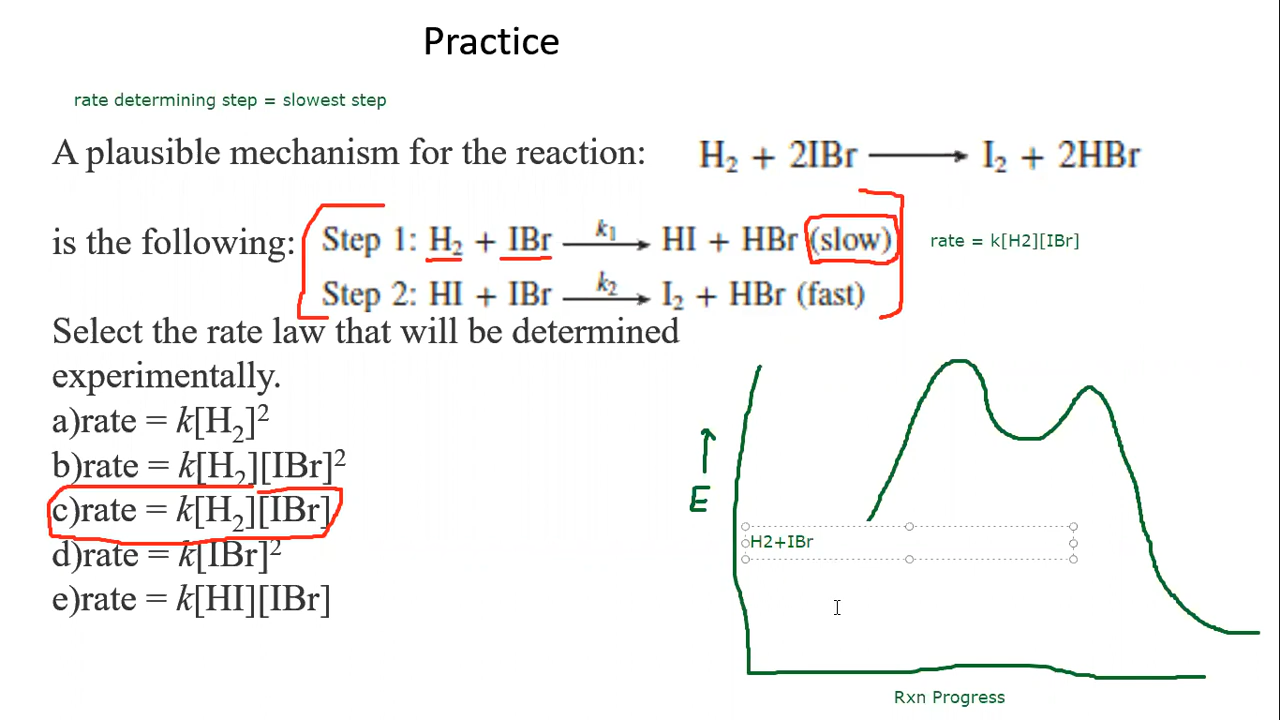 Practice
rate determining step = slowest step
A plausible mechanism for the reaction: H₂ + 2IBr ⟶ I₂ + 2HBr
is the following: Step 1: H₂ + IBr ⟶ HI + HBr (slow) rate = k[H2][IBr]
k₁
Step 2: HI + IBr ⟶ I₂ + HBr (fast)
k₂
Select the rate law that will be determined
experimentally.
a)rate = k[H₂]²
b)rate = k[H₂][IBr]²
c)rate = k[H₂][IBr]
d)rate = k[IBr]²
e)rate = k[HI][IBr]
↑
E
H2+IBr
Rxn Progress